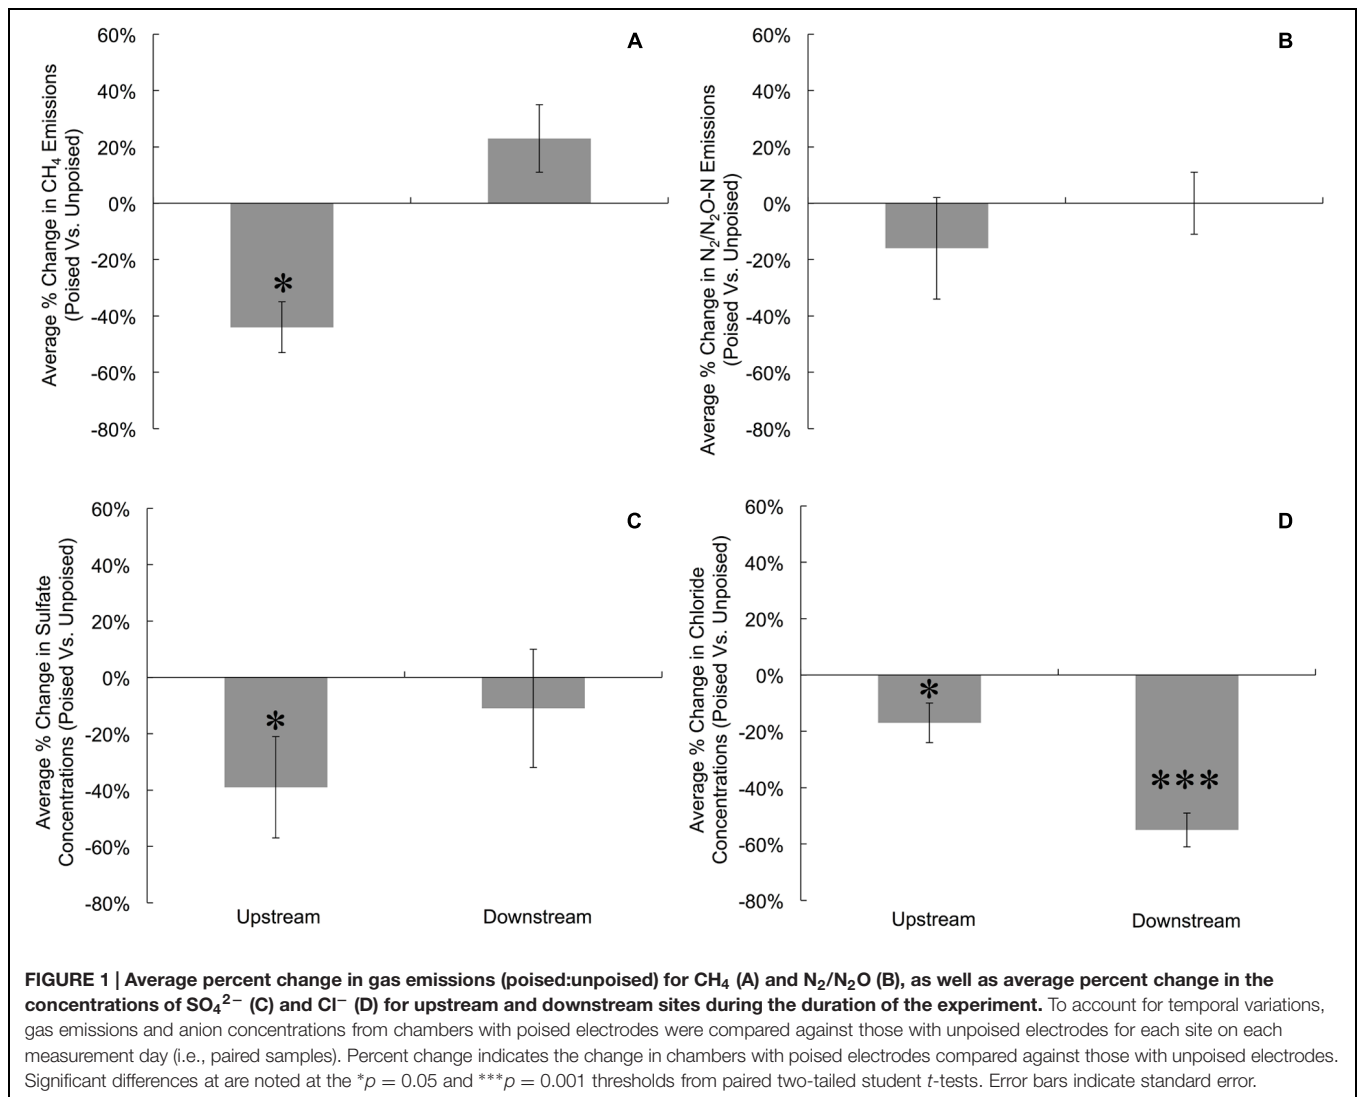 A
Average % Change in CH4 Emissions
(Poised Vs. Unpoised)
60%
40%
20%
0%
-20%
-40%
-60%
-80%
*
B
Average % Change in N2/N2O-N Emissions
(Poised Vs. Unpoised)
60%
40%
20%
0%
-20%
-40%
-60%
-80%
C
Average % Change in Sulfate
Concentrations (Poised Vs. Unpoised)
60%
40%
20%
0%
-20%
-40%
-60%
-80%
*
Upstream
Downstream
D
Average % Change in Chloride
Concentrations (Poised Vs. Unpoised)
60%
40%
20%
0%
-20%
-40%
-60%
-80%
*
***
Upstream
Downstream
FIGURE 1 | Average percent change in gas emissions (poised:unpoised) for CH4 (A) and N2/N2O (B), as well as average percent change in the
concentrations of SO4²⁻ (C) and Cl⁻ (D) for upstream and downstream sites during the duration of the experiment. To account for temporal variations,
gas emissions and anion concentrations from chambers with poised electrodes were compared against those with unpoised electrodes for each site on each
measurement day (i.e., paired samples). Percent change indicates the change in chambers with poised electrodes compared against those with unpoised electrodes.
Significant differences at are noted at the *p = 0.05 and ***p = 0.001 thresholds from paired two-tailed student t-tests. Error bars indicate standard error.